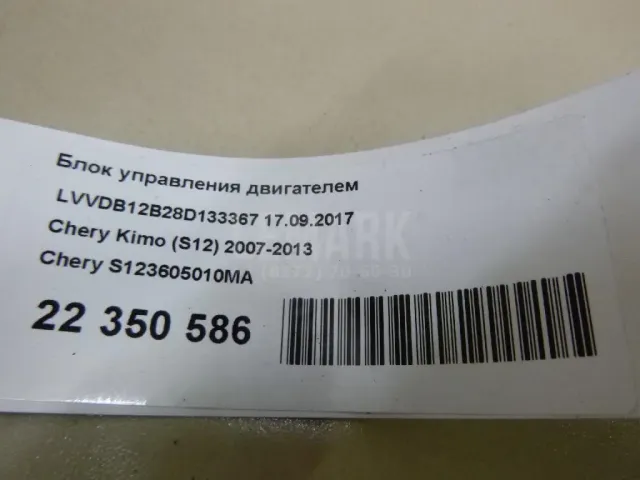 Блок управления двигателем
LVVDB12B28D133367 17.09.2017
Chery Kimo (S12) 2007-2013
Chery S123605010MA
22 350 586